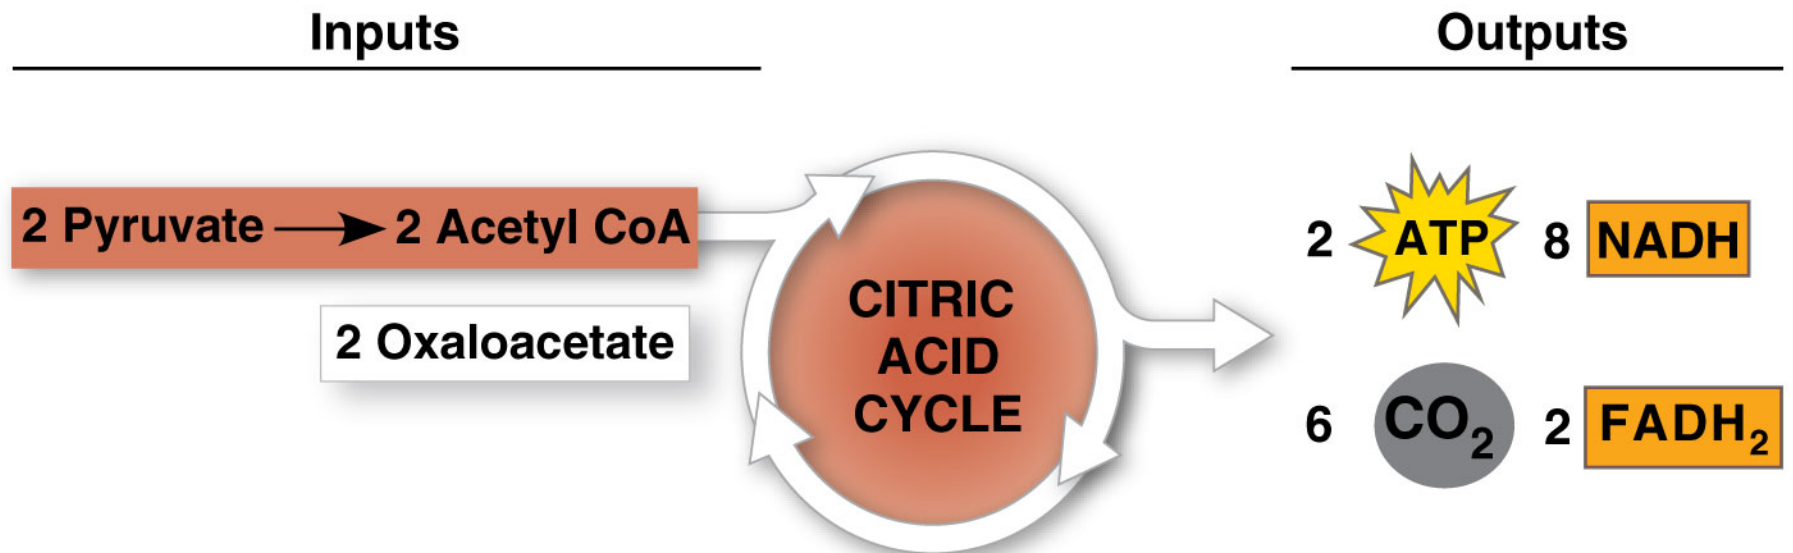 Inputs
Outputs
2 Pyruvate → 2 Acetyl CoA
2 Oxaloacetate
CITRIC
ACID
CYCLE
2 ATP 8 NADH
6 CO₂ 2 FADH₂